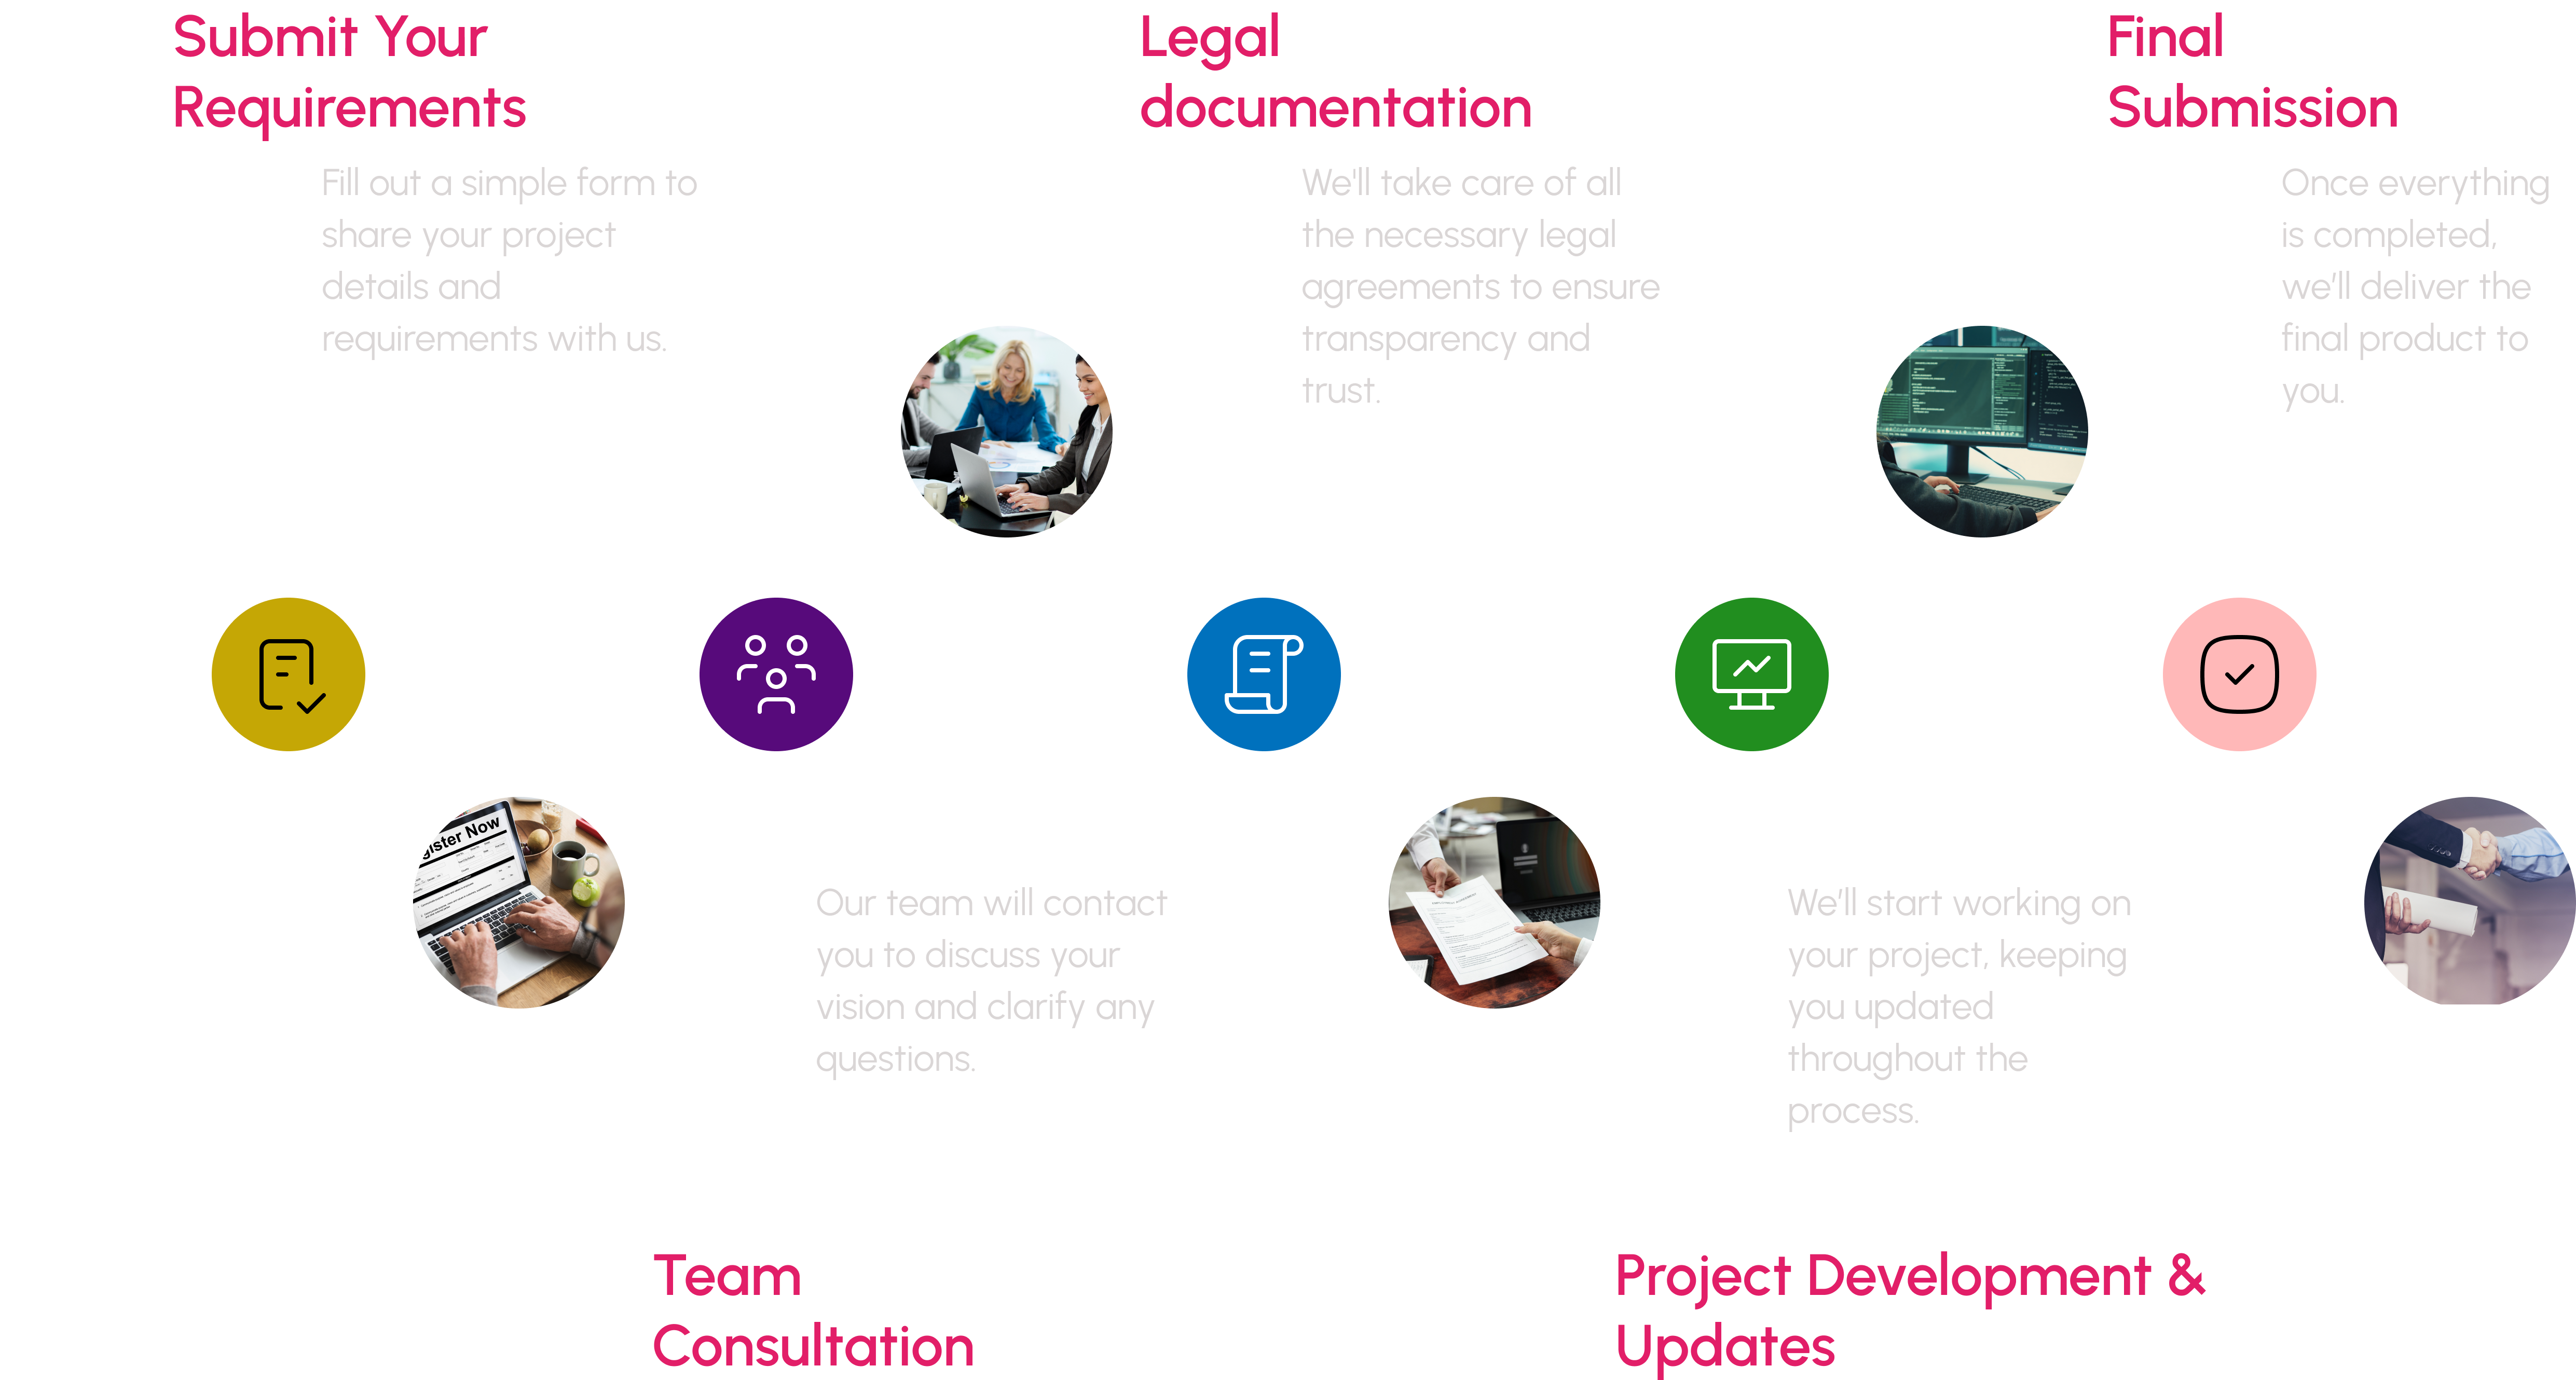 Submit Your
Requirements
Fill out a simple form to
share your project
details and
requirements with us.
gister Now
Team
Consultation
Our team will contact
you to discuss your
vision and clarify any
questions.
Legal
documentation
We'll take care of all
the necessary legal
agreements to ensure
transparency and
trust.
Project Development &
Updates
We'll start working on
your project, keeping
you updated
throughout the
process.
Final
Submission
Once everything
is completed,
we'll deliver the
final product to
you.